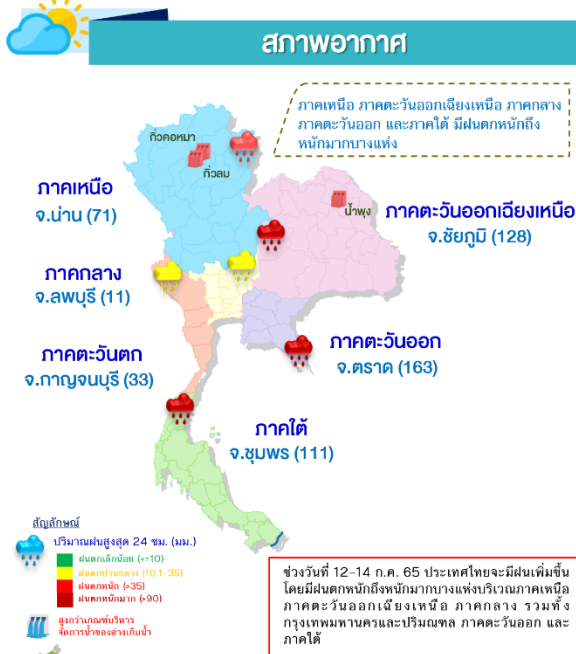 สภาพอากาศ
ภาคเหนือ ภาคตะวันออกเฉียงเหนือ ภาคกลาง
ภาคตะวันออก และภาคใต้ มีฝนตกหนักถึง
หนักมากบางแห่ง
กิ่วคอหมา
กิ่วลม
น้ำพุง
ภาคเหนือ
จ.น่าน (71)
ภาคตะวันออกเฉียงเหนือ
จ.ชัยภูมิ (128)
ภาคกลาง
จ.ลพบุรี (11)
ภาคตะวันออก
จ.ตราด (163)
ภาคตะวันตก
จ.กาญจนบุรี (33)
ภาคใต้
จ.ชุมพร (111)
สัญลักษณ์
ปริมาณฝนสูงสุด 24 ชม. (มม.)
ฝนตกเล็กน้อย (<=10)
ฝนตกปานกลาง (10.1-35)
ฝนตกหนัก (>35)
ฝนตกหนักมาก (>90)
สูงกว่าเกณฑ์บริหาร
จัดการน้ำของอ่างเก็บน้ำ
ช่วงวันที่ 12-14 ก.ค. 65 ประเทศไทยจะมีฝนเพิ่มขึ้น
โดยมีฝนตกหนักถึงหนักมากบางแห่งบริเวณภาคเหนือ
ภาคตะวันออกเฉียงเหนือ ภาคกลาง รวมทั้ง
กรุงเทพมหานครและปริมณฑล ภาคตะวันออก และ
ภาคใต้